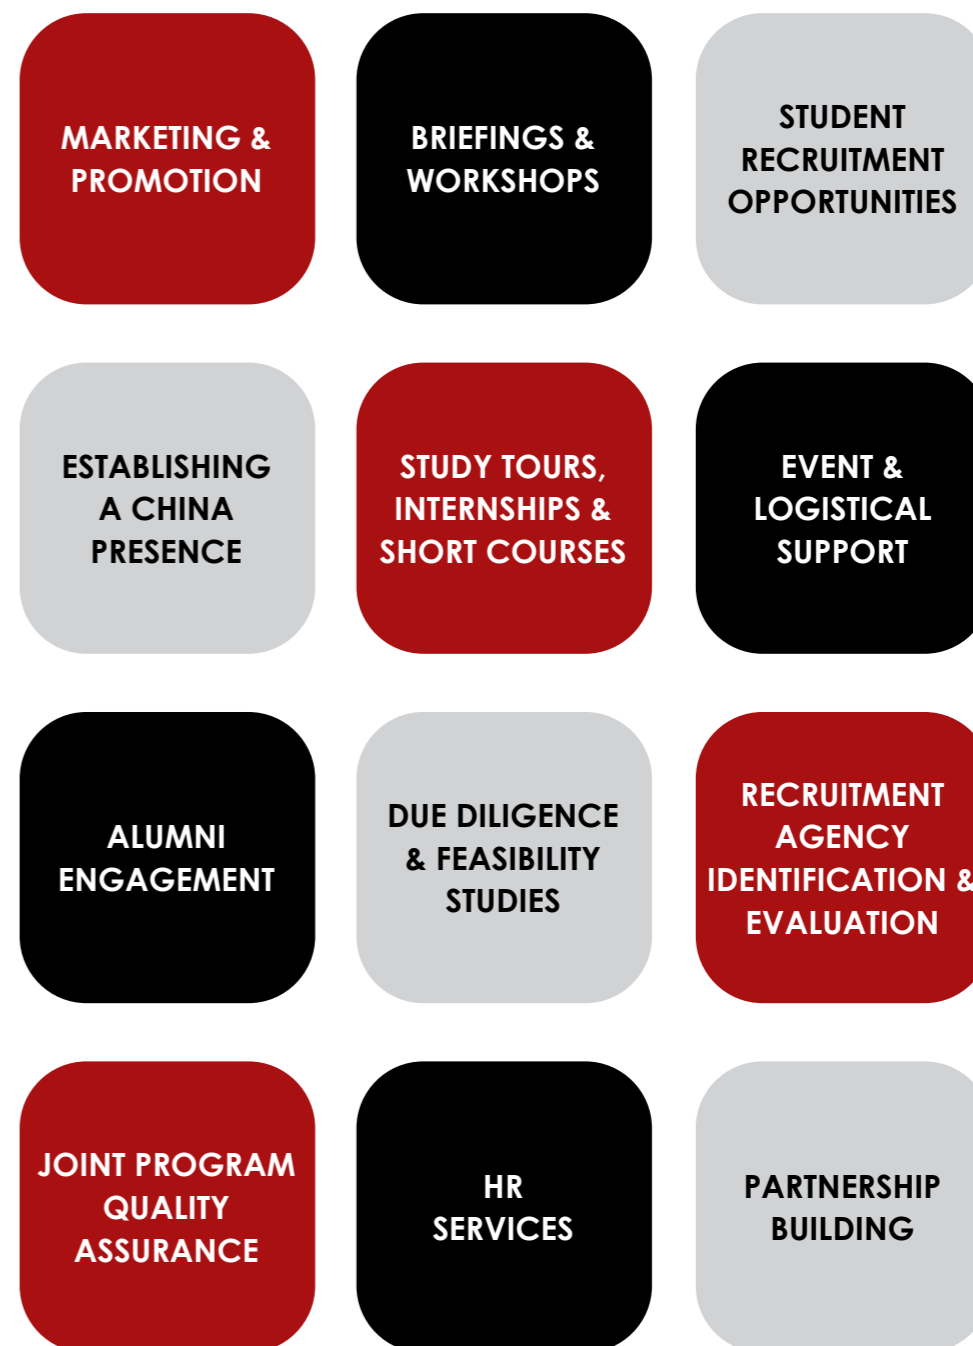 MARKETING &
PROMOTION
BRIEFINGS &
WORKSHOPS
STUDENT
RECRUITMENT
OPPORTUNITIES
ESTABLISHING
A CHINA
PRESENCE
STUDY TOURS,
INTERNSHIPS &
SHORT COURSES
EVENT &
LOGISTICAL
SUPPORT
ALUMNI
ENGAGEMENT
DUE DILIGENCE
& FEASIBILITY
STUDIES
RECRUITMENT
AGENCY
IDENTIFICATION &
EVALUATION
JOINT PROGRAM
QUALITY
ASSURANCE
HR
SERVICES
PARTNERSHIP
BUILDING